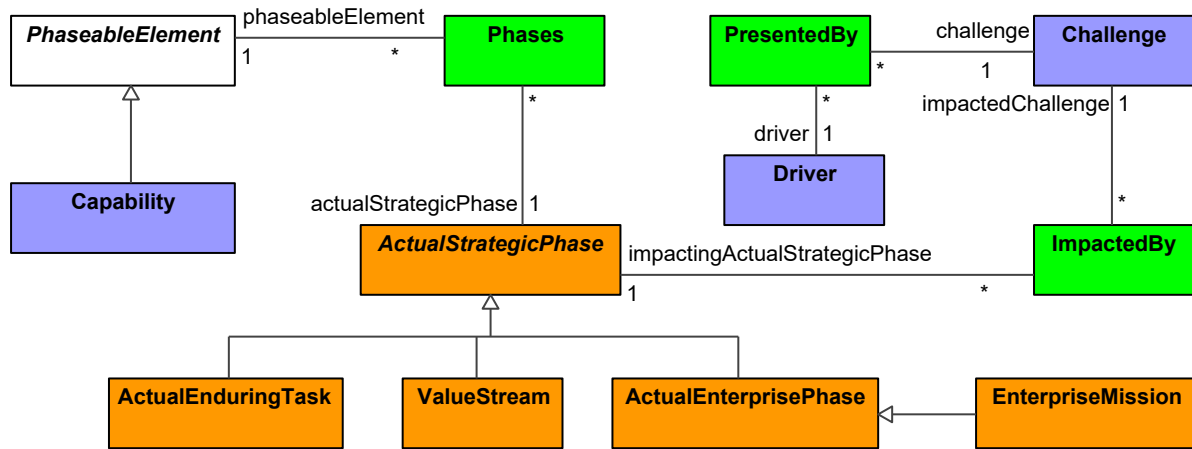 phaseableElement
PhaseableElement
1
*
Phases
PresentedBy
challenge
*
1
Challenge
*
driver
1
Driver
impactedChallenge
1
*
Capability
*
actualStrategicPhase
1
ActualStrategicPhase
impactingActualStrategicPhase
1
*
ImpactedBy
ActualEnduringTask
ValueStream
ActualEnterprisePhase
EnterpriseMission